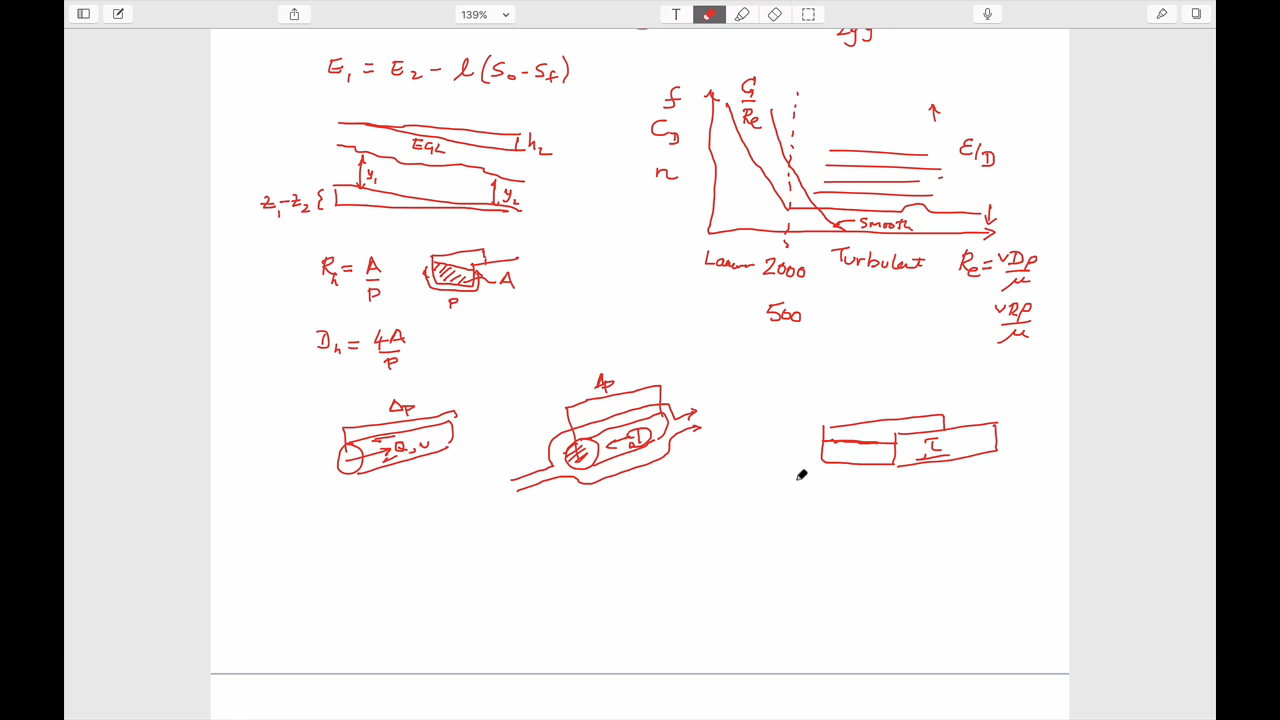 139%
T
E₁ = E₂ - l(S₀ - S_f)
EGL
h₂
y₁
y₂
z₁-z₂ {
R_h = A/P
A
P
D_h = 4A/P
f
C_D
n
G/Re
ε/D
Smooth
2000
Turbulent
Re = vDρ/μ
500
vRρ/μ
Δp
Q, v
Δp
D
τ